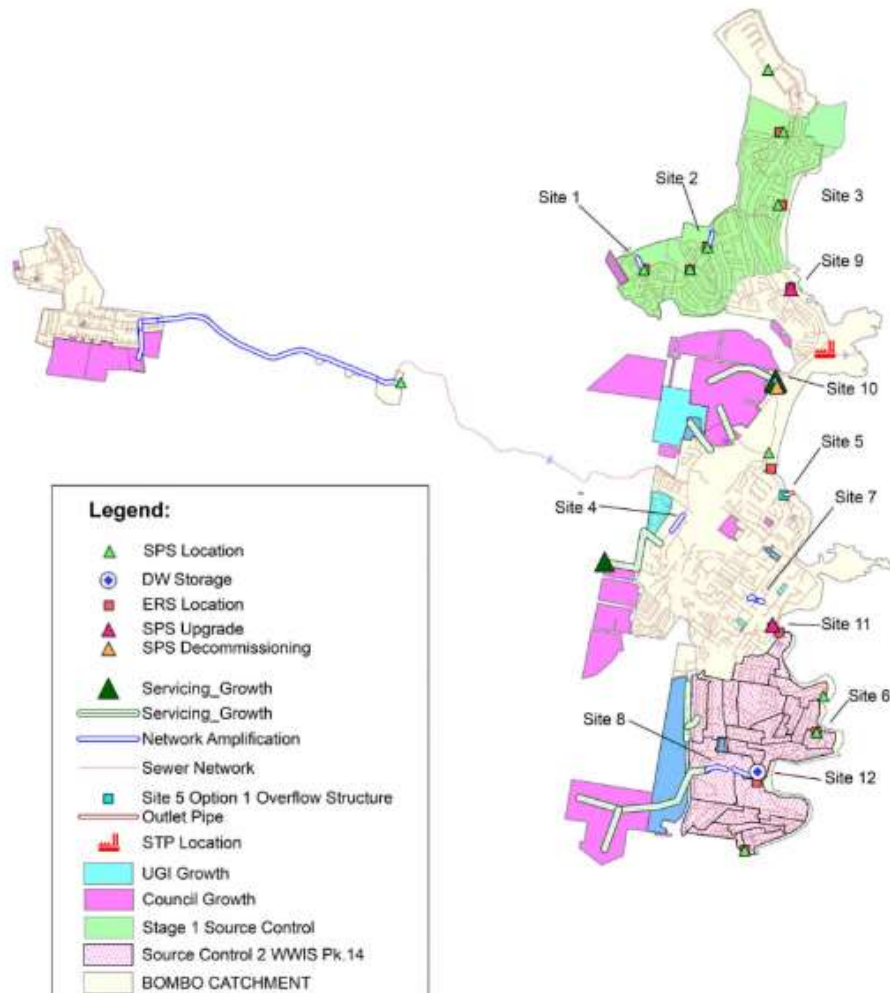 Site 2
Site 1
Site 3
Site 9
Site 10
Site 5
Site 4
Site 7
Site 11
Site 6
Site 8
Site 12
Legend:
SPS Location
DW Storage
ERS Location
SPS Upgrade
SPS Decommissioning
Servicing_Growth
Servicing_Growth
Network Amplification
Sewer Network
Site 5 Option 1 Overflow Structure
Outlet Pipe
STP Location
UGI Growth
Council Growth
Stage 1 Source Control
Source Control 2 WWIS Pk.14
BOMBO CATCHMENT